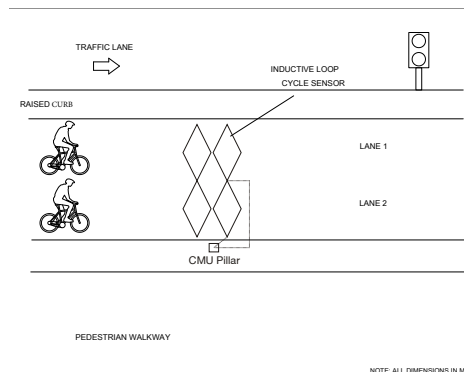 TRAFFIC LANE
INDUCTIVE LOOP
CYCLE SENSOR
RAISED CURB
LANE 1
LANE 2
CMU Pillar
PEDESTRIAN WALKWAY
NOTE: ALL DIMENSIONS IN M